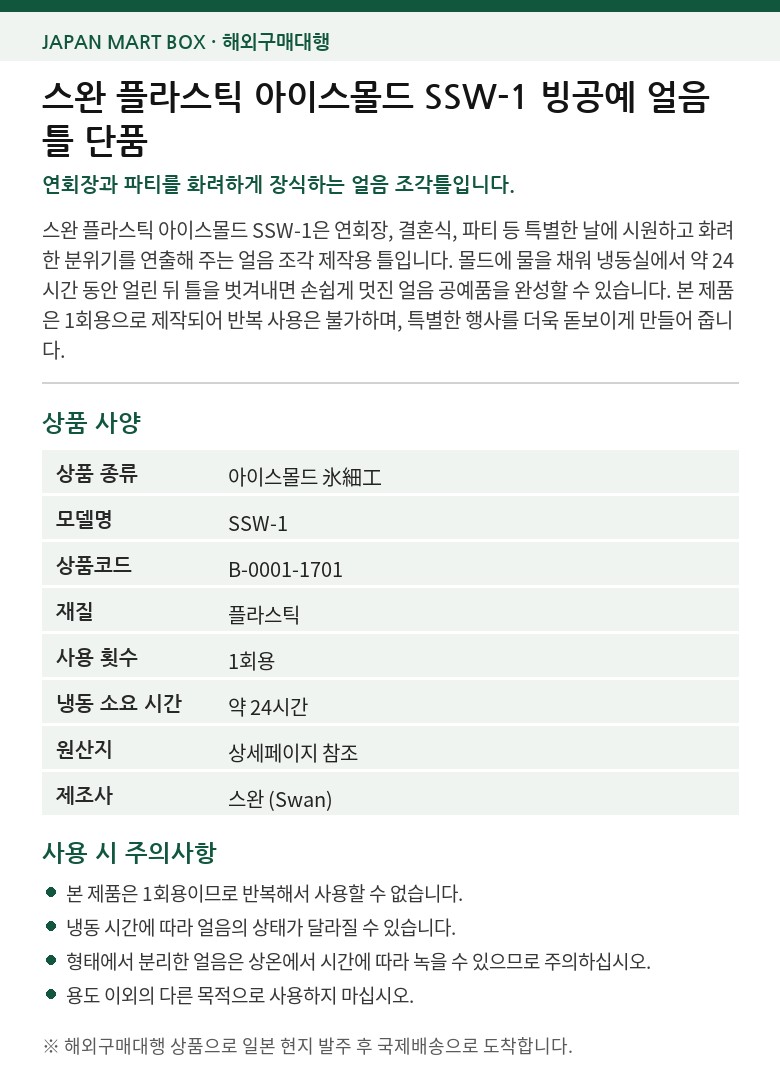 JAPAN MART BOX · 해외구매대행
스완 플라스틱 아이스몰드 SSW-1 빙공예 얼음
틀 단품
연회장과 파티를 화려하게 장식하는 얼음 조각틀입니다.
스완 플라스틱 아이스몰드 SSW-1은 연회장, 결혼식, 파티 등 특별한 날에 시원하고 화려
한 분위기를 연출해 주는 얼음 조각 제작용 틀입니다. 몰드에 물을 채워 냉동실에서 약 24
시간 동안 얼린 뒤 틀을 벗겨내면 손쉽게 멋진 얼음 공예품을 완성할 수 있습니다. 본 제품
은 1회용으로 제작되어 반복 사용은 불가하며, 특별한 행사를 더욱 돋보이게 만들어 줍니
다.
상품 사양
상품 종류 아이스몰드 氷細工
모델명 SSW-1
상품코드 B-0001-1701
재질 플라스틱
사용 횟수 1회용
냉동 소요 시간 약 24시간
원산지 상세페이지 참조
제조사 스완 (Swan)
사용 시 주의사항
● 본 제품은 1회용이므로 반복해서 사용할 수 없습니다.
● 냉동 시간에 따라 얼음의 상태가 달라질 수 있습니다.
● 형태에서 분리한 얼음은 상온에서 시간에 따라 녹을 수 있으므로 주의하십시오.
● 용도 이외의 다른 목적으로 사용하지 마십시오.
※ 해외구매대행 상품으로 일본 현지 발주 후 국제배송으로 도착합니다.